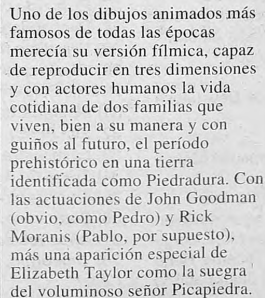 Uno de los dibujos animados más
famosos de todas las épocas
merecía su versión fílmica, capaz
de reproducir en tres dimensiones
y con actores humanos la vida
cotidiana de dos familias que
viven, bien a su manera y con
guiños al futuro, el período
prehistórico en una tierra
identificada como Piedradura. Con
las actuaciones de John Goodman
(obvio, como Pedro) y Rick
Moranis (Pablo, por supuesto),
más una aparición especial de
Elizabeth Taylor como la suegra
del voluminoso señor Picapiedra.